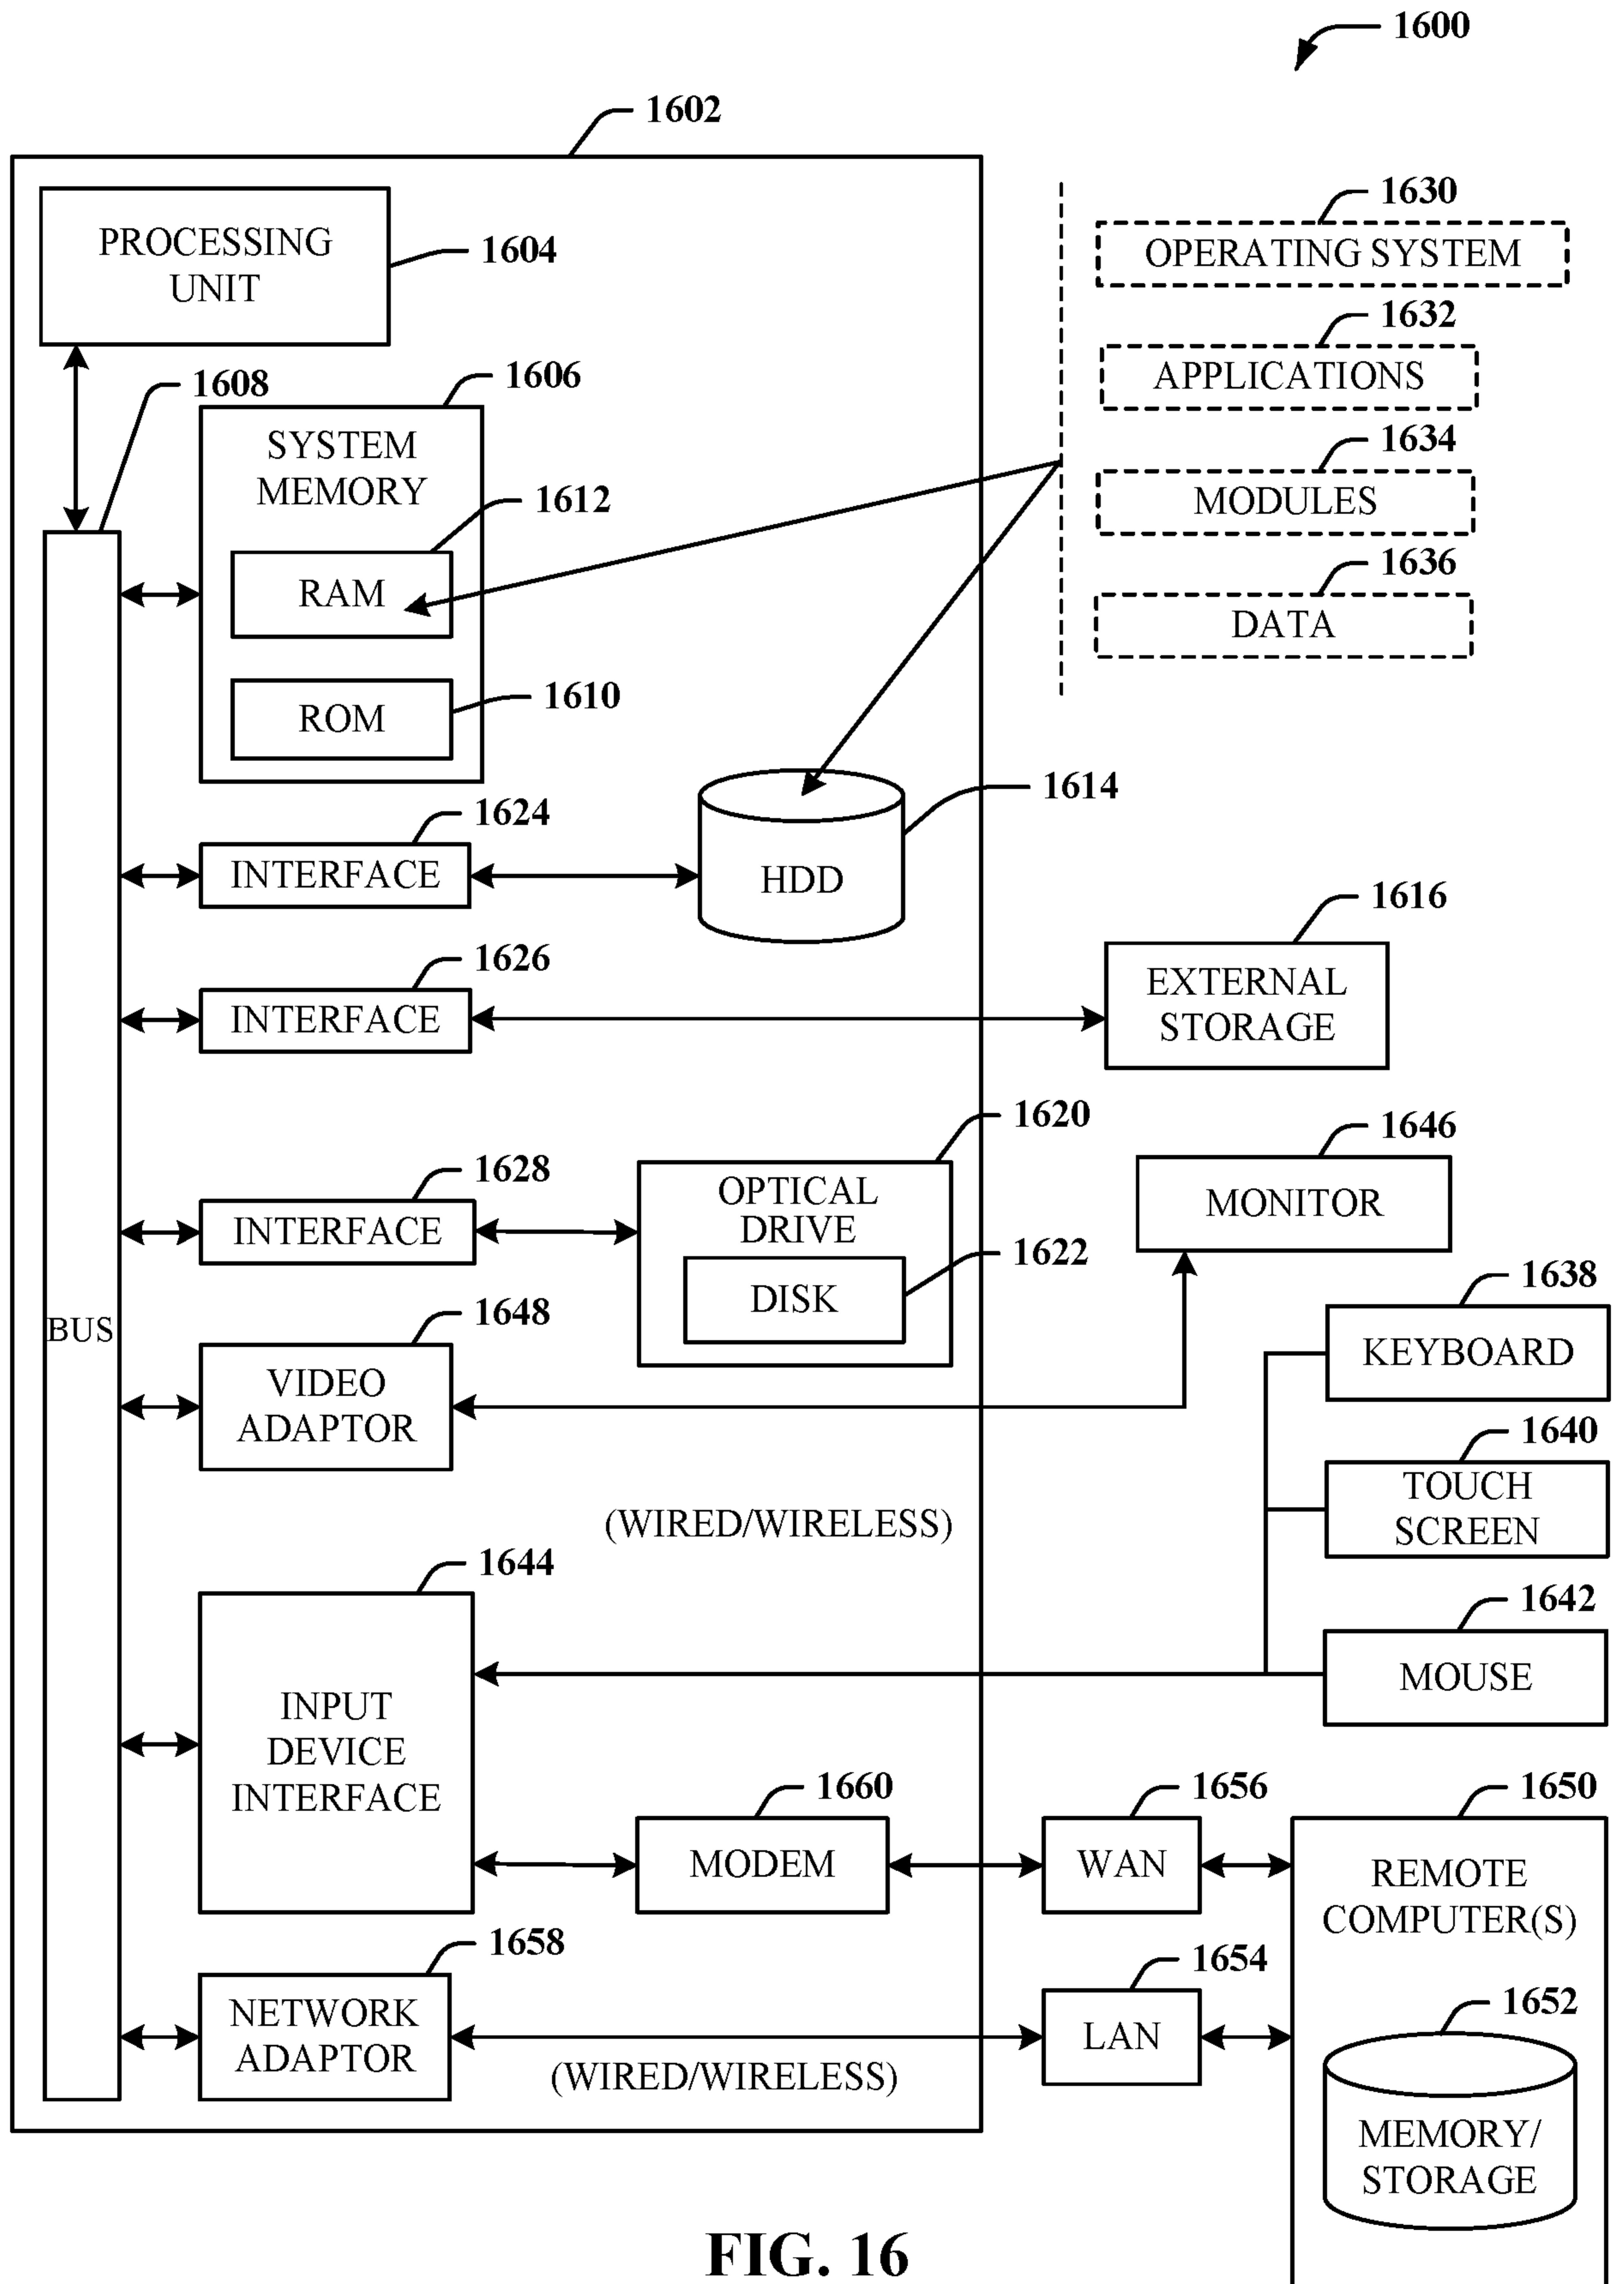 1600
1602
PROCESSING
UNIT
1604
1630
OPERATING SYSTEM
1632
APPLICATIONS
1634
MODULES
1636
DATA
1608
1606
SYSTEM
MEMORY
1612
RAM
1610
ROM
1624
INTERFACE
1614
HDD
1626
INTERFACE
1616
EXTERNAL
STORAGE
1628
INTERFACE
1620
OPTICAL
DRIVE
1622
DISK
1646
MONITOR
BUS
1648
VIDEO
ADAPTOR
1638
KEYBOARD
1640
TOUCH
SCREEN
(WIRED/WIRELESS)
1642
MOUSE
1644
INPUT
DEVICE
INTERFACE
1660
MODEM
1656
WAN
1650
REMOTE
COMPUTER(S)
1658
NETWORK
ADAPTOR
(WIRED/WIRELESS)
1654
LAN
1652
MEMORY/
STORAGE
FIG. 16